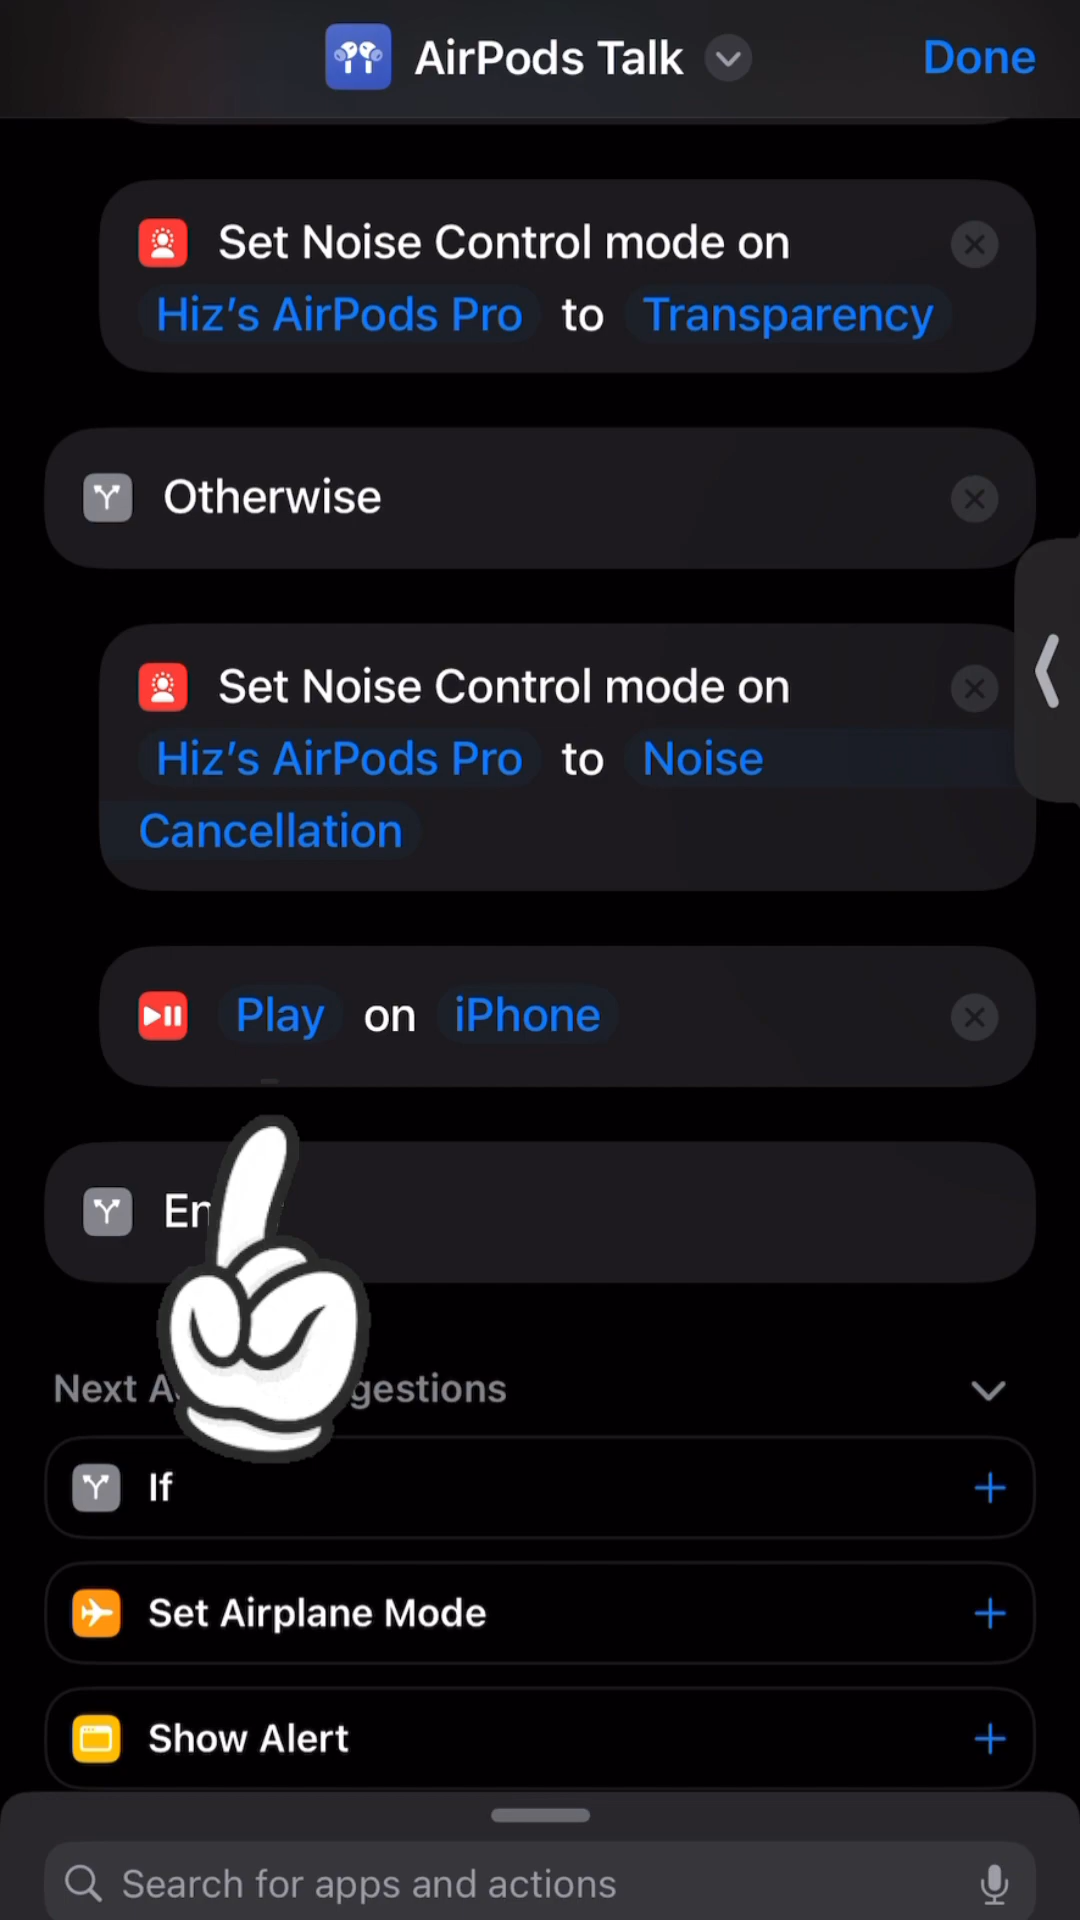 AirPods Talk
Done
Set Noise Control mode on
Hiz's AirPods Pro to Transparency
Otherwise
Set Noise Control mode on
Hiz's AirPods Pro to Noise
Cancellation
Play on iPhone
Next
If
Set Airplane Mode
Show Alert
Search for apps and actions